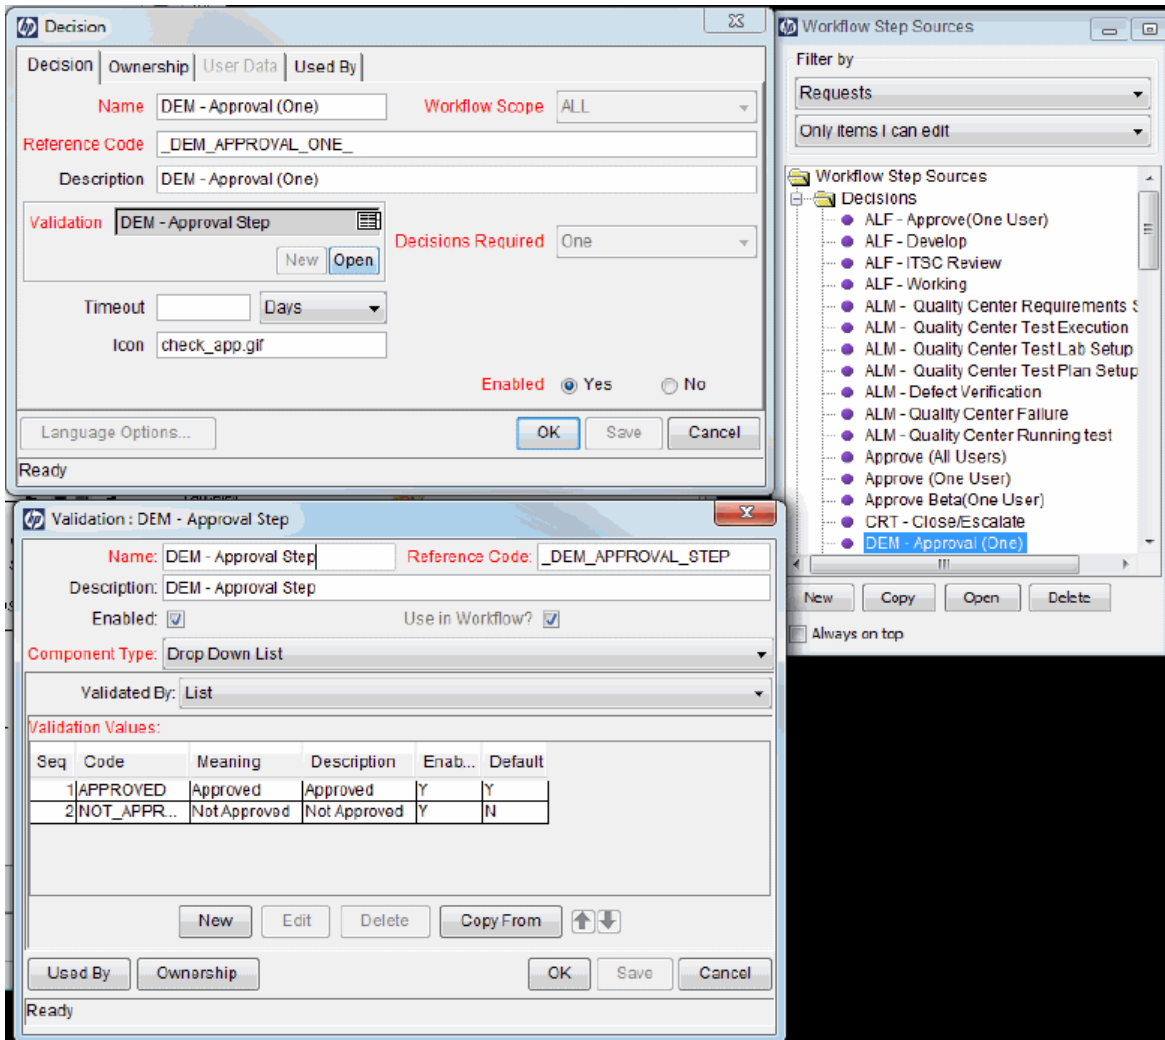 Decision
Decision Ownership User Data Used By
Name DEM - Approval (One) Workflow Scope ALL
Reference Code _DEM_APPROVAL_ONE_
Description DEM - Approval (One)
Validation DEM - Approval Step
Decisions Required One
New Open
Timeout Days
Icon check_app.gif
Enabled Yes No
Language Options... OK Save Cancel
Ready
Validation : DEM - Approval Step
Name: DEM - Approval Step Reference Code: _DEM_APPROVAL_STEP
Description: DEM - Approval Step
Enabled: Use in Workflow?
Component Type: Drop Down List
Validated By: List
Validation Values:
Seq Code Meaning Description Enab... Default
1 APPROVED Approved Approved Y Y
2 NOT_APPR... Not Approved Not Approved Y N
New Edit Delete Copy From
Used By Ownership OK Save Cancel
Ready
Workflow Step Sources
Filter by
Requests
Only items I can edit
Workflow Step Sources
Decisions
ALF - Approve(One User)
ALF - Develop
ALF - ITSC Review
ALF - Working
ALM - Quality Center Requirements S
ALM - Quality Center Test Execution
ALM - Quality Center Test Lab Setup
ALM - Quality Center Test Plan Setup
ALM - Defect Verification
ALM - Quality Center Failure
ALM - Quality Center Running test
Approve (All Users)
Approve (One User)
Approve Beta(One User)
CRT - Close/Escalate
DEM - Approval (One)
New Copy Open Delete
Always on top